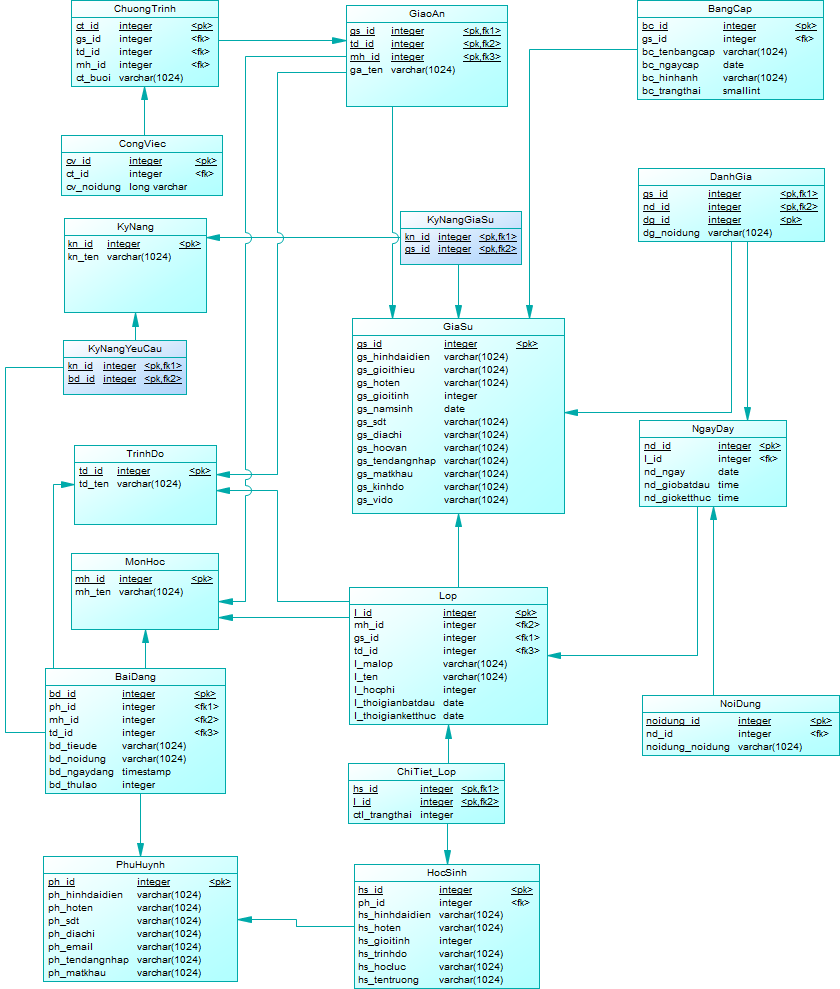 ChuongTrinh
ct_id integer <pk>
gs_id integer <fk>
td_id integer <fk>
mh_id integer <fk>
ct_buoi varchar(1024)
GiaoAn
gs_id integer <pk,fk1>
td_id integer <pk,fk2>
mh_id integer <pk,fk3>
ga_ten varchar(1024)
BangCap
bc_id integer <pk>
gs_id integer <fk>
bc_tenbangcap varchar(1024)
bc_ngaycap date
bc_hinhanh varchar(1024)
bc_trangthai smallint
CongViec
cv_id integer <pk>
ct_id integer <fk>
cv_noidung long varchar
DanhGia
gs_id integer <pk,fk1>
nd_id integer <pk,fk2>
dg_id integer <pk>
dg_noidung varchar(1024)
KyNang
kn_id integer <pk>
kn_ten varchar(1024)
KyNangGiaSu
kn_id integer <pk,fk1>
gs_id integer <pk,fk2>
GiaSu
gs_id integer <pk>
gs_hinhdaidien varchar(1024)
gs_gioithieu varchar(1024)
gs_hoten varchar(1024)
gs_gioitinh integer
gs_namsinh date
gs_sdt varchar(1024)
gs_diachi varchar(1024)
gs_hocvan varchar(1024)
gs_tendangnhap varchar(1024)
gs_matkhau varchar(1024)
gs_kinhdo varchar(1024)
gs_vido varchar(1024)
KyNangYeuCau
kn_id integer <pk,fk1>
bd_id integer <pk,fk2>
NgayDay
nd_id integer <pk>
l_id integer <fk>
nd_ngay date
nd_giobatdau time
nd_gioketthuc time
TrinhDo
td_id integer <pk>
td_ten varchar(1024)
MonHoc
mh_id integer <pk>
mh_ten varchar(1024)
Lop
l_id integer <pk>
mh_id integer <fk2>
gs_id integer <fk1>
td_id integer <fk3>
l_malop varchar(1024)
l_ten varchar(1024)
l_hocphi integer
l_thoigianbatdau date
l_thoigianketthuc date
BaiDang
bd_id integer <pk>
ph_id integer <fk1>
mh_id integer <fk2>
td_id integer <fk3>
bd_tieude varchar(1024)
bd_noidung varchar(1024)
bd_ngaydang timestamp
bd_thulao integer
NoiDung
noidung_id integer <pk>
nd_id integer <fk>
noidung_noidung varchar(1024)
ChiTiet_Lop
hs_id integer <pk,fk1>
l_id integer <pk,fk2>
ctl_trangthai integer
PhuHuynh
ph_id integer <pk>
ph_hinhdaidien varchar(1024)
ph_hoten varchar(1024)
ph_sdt varchar(1024)
ph_diachi varchar(1024)
ph_email varchar(1024)
ph_tendangnhap varchar(1024)
ph_matkhau varchar(1024)
HocSinh
hs_id integer <pk>
ph_id integer <fk>
hs_hinhdaidien varchar(1024)
hs_hoten varchar(1024)
hs_gioitinh integer
hs_trinhdo varchar(1024)
hs_hocluc varchar(1024)
hs_tentruong varchar(1024)